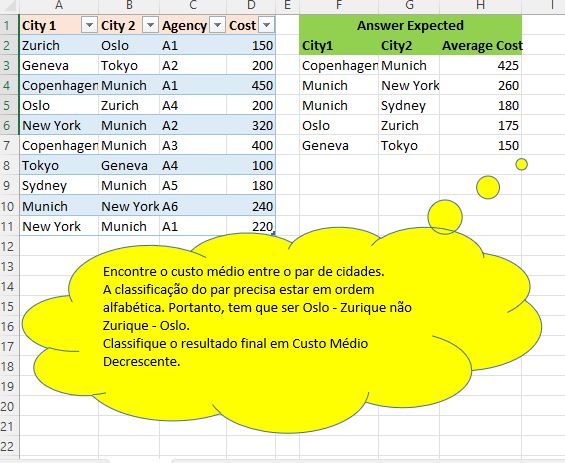 A B C D E F G H I
1 City 1 City 2 Agency Cost Answer Expected
2 Zurich Oslo A1 150 City1 City2 Average Cost
3 Geneva Tokyo A2 200 Copenhagen Munich 425
4 Copenhagen Munich A1 450 Munich New York 260
5 Oslo Zurich A4 200 Munich Sydney 180
6 New York Munich A2 320 Oslo Zurich 175
7 Copenhagen Munich A3 400 Geneva Tokyo 150
8 Tokyo Geneva A4 100
9 Sydney Munich A5 180
10 Munich New York A6 240
11 New York Munich A1 220
12
13 Encontre o custo médio entre o par de cidades.
14 A classificação do par precisa estar em ordem
15 alfabética. Portanto, tem que ser Oslo - Zurique não
16 Zurique - Oslo.
17 Classifique o resultado final em Custo Médio
18 Decrescente.
19
20
21
22